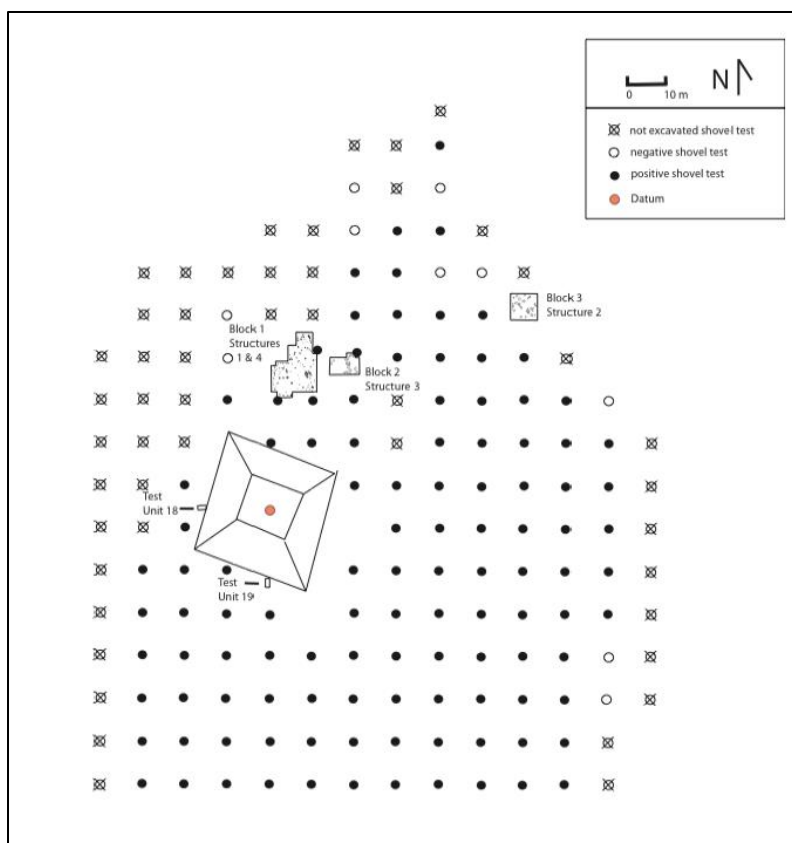 0 10 m
N
not excavated shovel test
negative shovel test
positive shovel test
Datum
Block 3
Structure 2
Block 1
Structures
1 & 4
Block 2
Structure 3
Test
Unit 18
Test
Unit 19